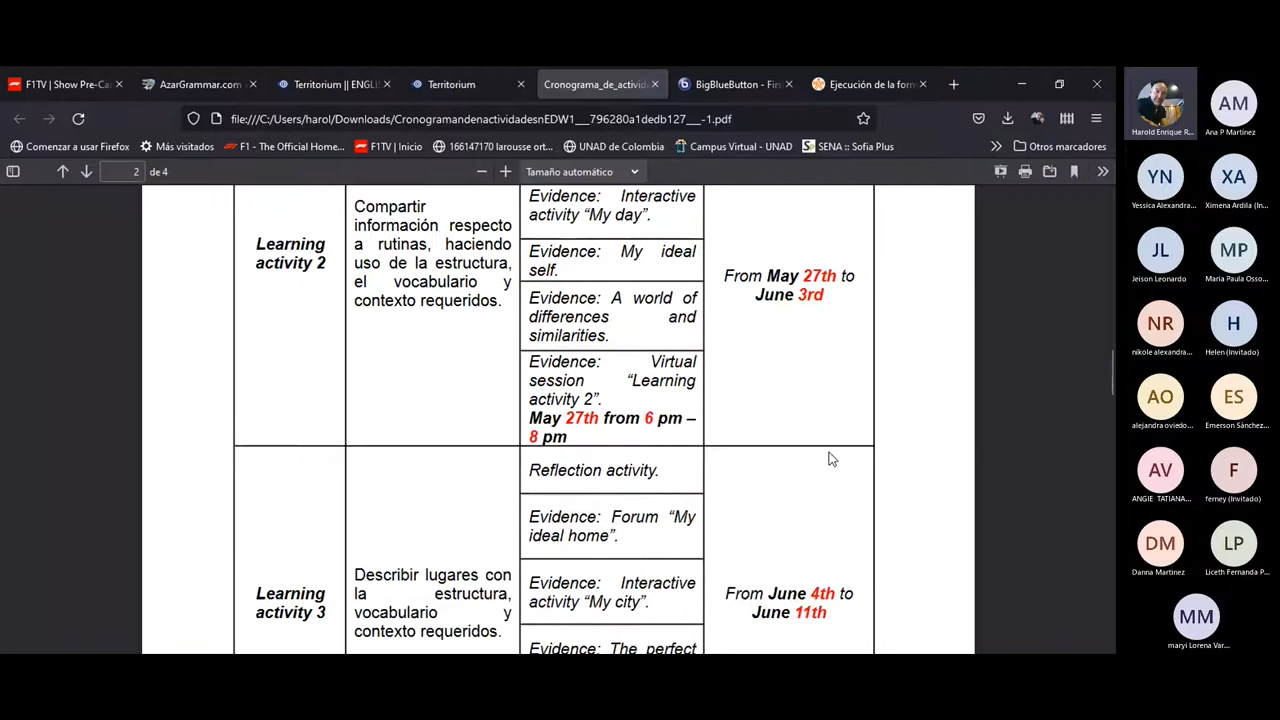 F1TV | Show Pre-Ca
AzarGrammar.com
Territorium || ENGLIS
Territorium
Cronograma_de_activid
BigBlueButton - Firs
Ejecución de la form
file:///C:/Users/harol/Downloads/CronogramandenactividadesnEDW1___796280a1dedb127___-1.pdf
Comenzar a usar Firefox
Más visitados
F1 - The Official Home...
F1TV | Inicio
166147170 larousse ort...
UNAD de Colombia
Campus Virtual - UNAD
SENA :: Sofia Plus
Otros marcadores
2 de 4
Tamaño automático
Learning
activity 2
Compartir
información respecto
a rutinas, haciendo
uso de la estructura,
el vocabulario y
contexto requeridos.
Evidence: Interactive
activity “My day”.
Evidence: My ideal
self.
Evidence: A world of
differences and
similarities.
Evidence: Virtual
session “Learning
activity 2”.
May 27th from 6 pm –
8 pm
From May 27th to
June 3rd
Learning
activity 3
Describir lugares con
la estructura,
vocabulario y
contexto requeridos.
Reflection activity.
Evidence: Forum “My
ideal home”.
Evidence: Interactive
activity “My city”.
Evidence: The perfect
From June 4th to
June 11th
Harold Enrique R...
AM
Ana P Martínez
YN
Yessica Alexandra...
XA
Ximena Ardila (In...
JL
Jeison Leonardo
MP
Maria Paula Osso...
NR
nikole alexandra...
H
Helen (Invitado)
AO
alejandra oviedo...
ES
Emerson Sánchez...
AV
ANGIE TATIANA...
F
ferney (Invitado)
DM
Danna Martinez
LP
Liceth Fernanda P...
MM
maryi Lorena Var...